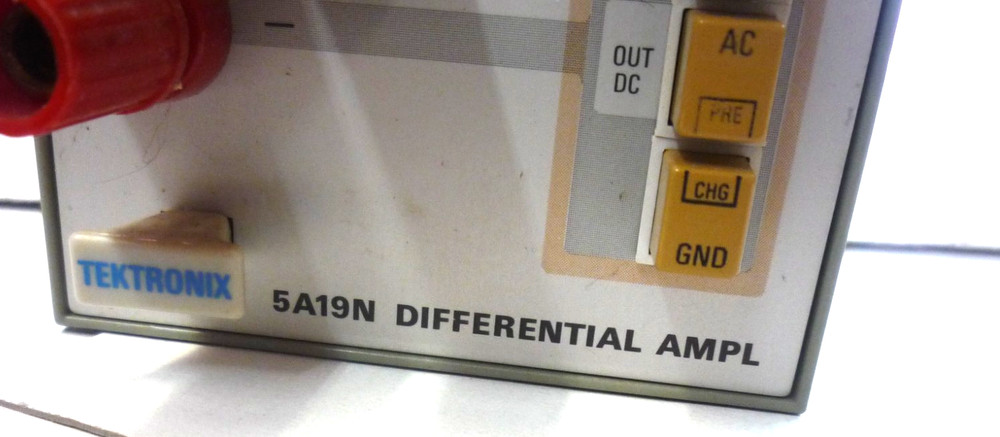 —
OUT
DC
AC
PRE
CHG
GND
TEKTRONIX
5A19N DIFFERENTIAL AMPL